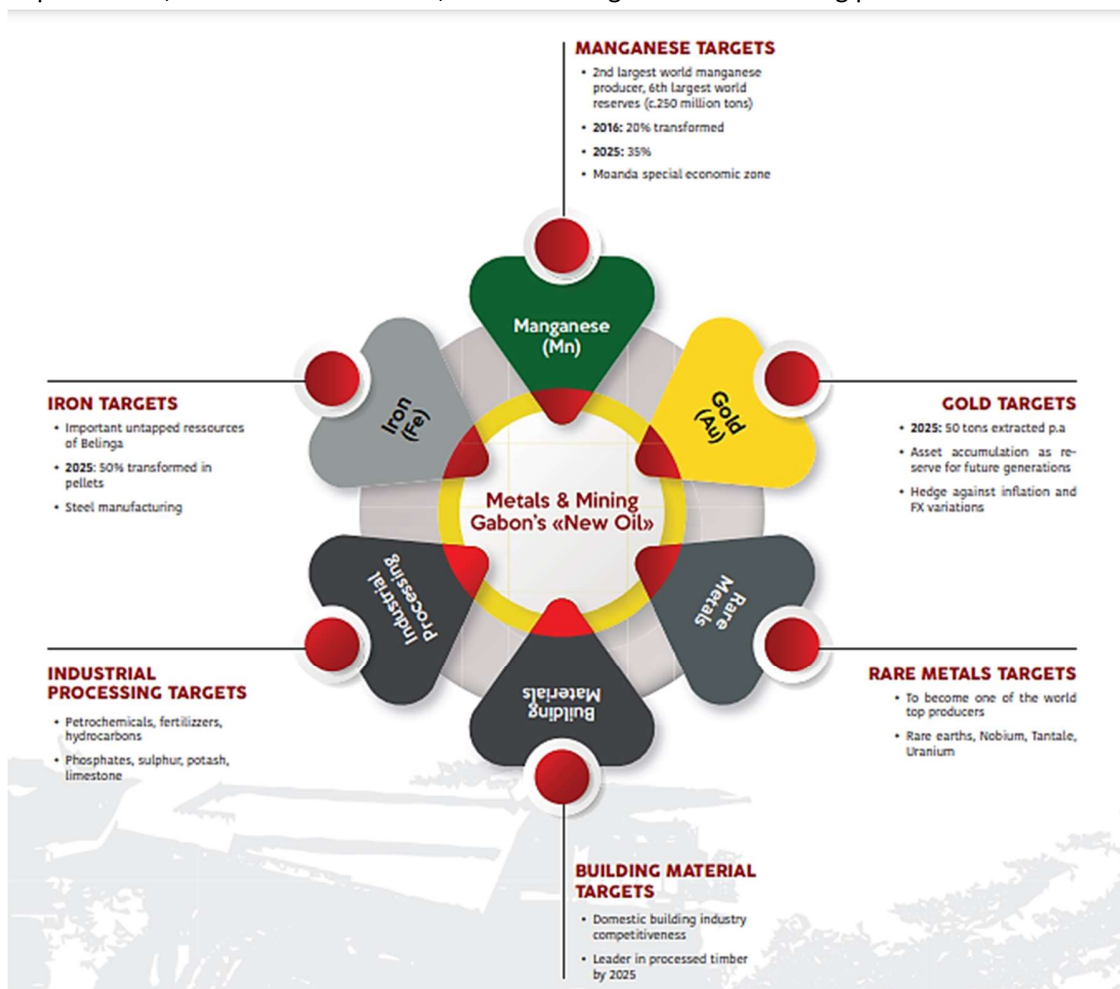 MANGANESE TARGETS
• 2nd largest world manganese
producer, 6th largest world
reserves (c.250 million tons)
• 2016: 20% transformed
• 2025: 35%
• Moanda special economic zone
Manganese
(Mn)
Iron
(Fe)
Gold
(Au)
IRON TARGETS
• Important untapped ressources
of Belinga
• 2025: 50% transformed in
pellets
• Steel manufacturing
GOLD TARGETS
• 2025: 50 tons extracted p.a
• Asset accumulation as re-
serve for future generations
• Hedge against inflation and
FX variations
Metals & Mining
Gabon's «New Oil»
Industrial
Processing
Rare
Metals
Building
Materials
INDUSTRIAL
PROCESSING TARGETS
• Petrochemicals, fertilizzers,
hydrocarbons
• Phosphates, sulphur, potash,
limestone
RARE METALS TARGETS
• To become one of the world
top producers
• Rare earths, Nobium, Tantale,
Uranium
BUILDING MATERIAL
TARGETS
• Domestic building industry
competitiveness
• Leader in processed timber
by 2025